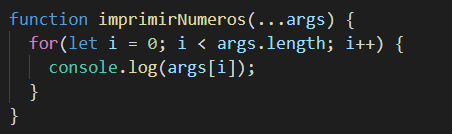 function imprimirNumeros(...args) {
  for(let i = 0; i < args.length; i++) {
    console.log(args[i]);
  }
}